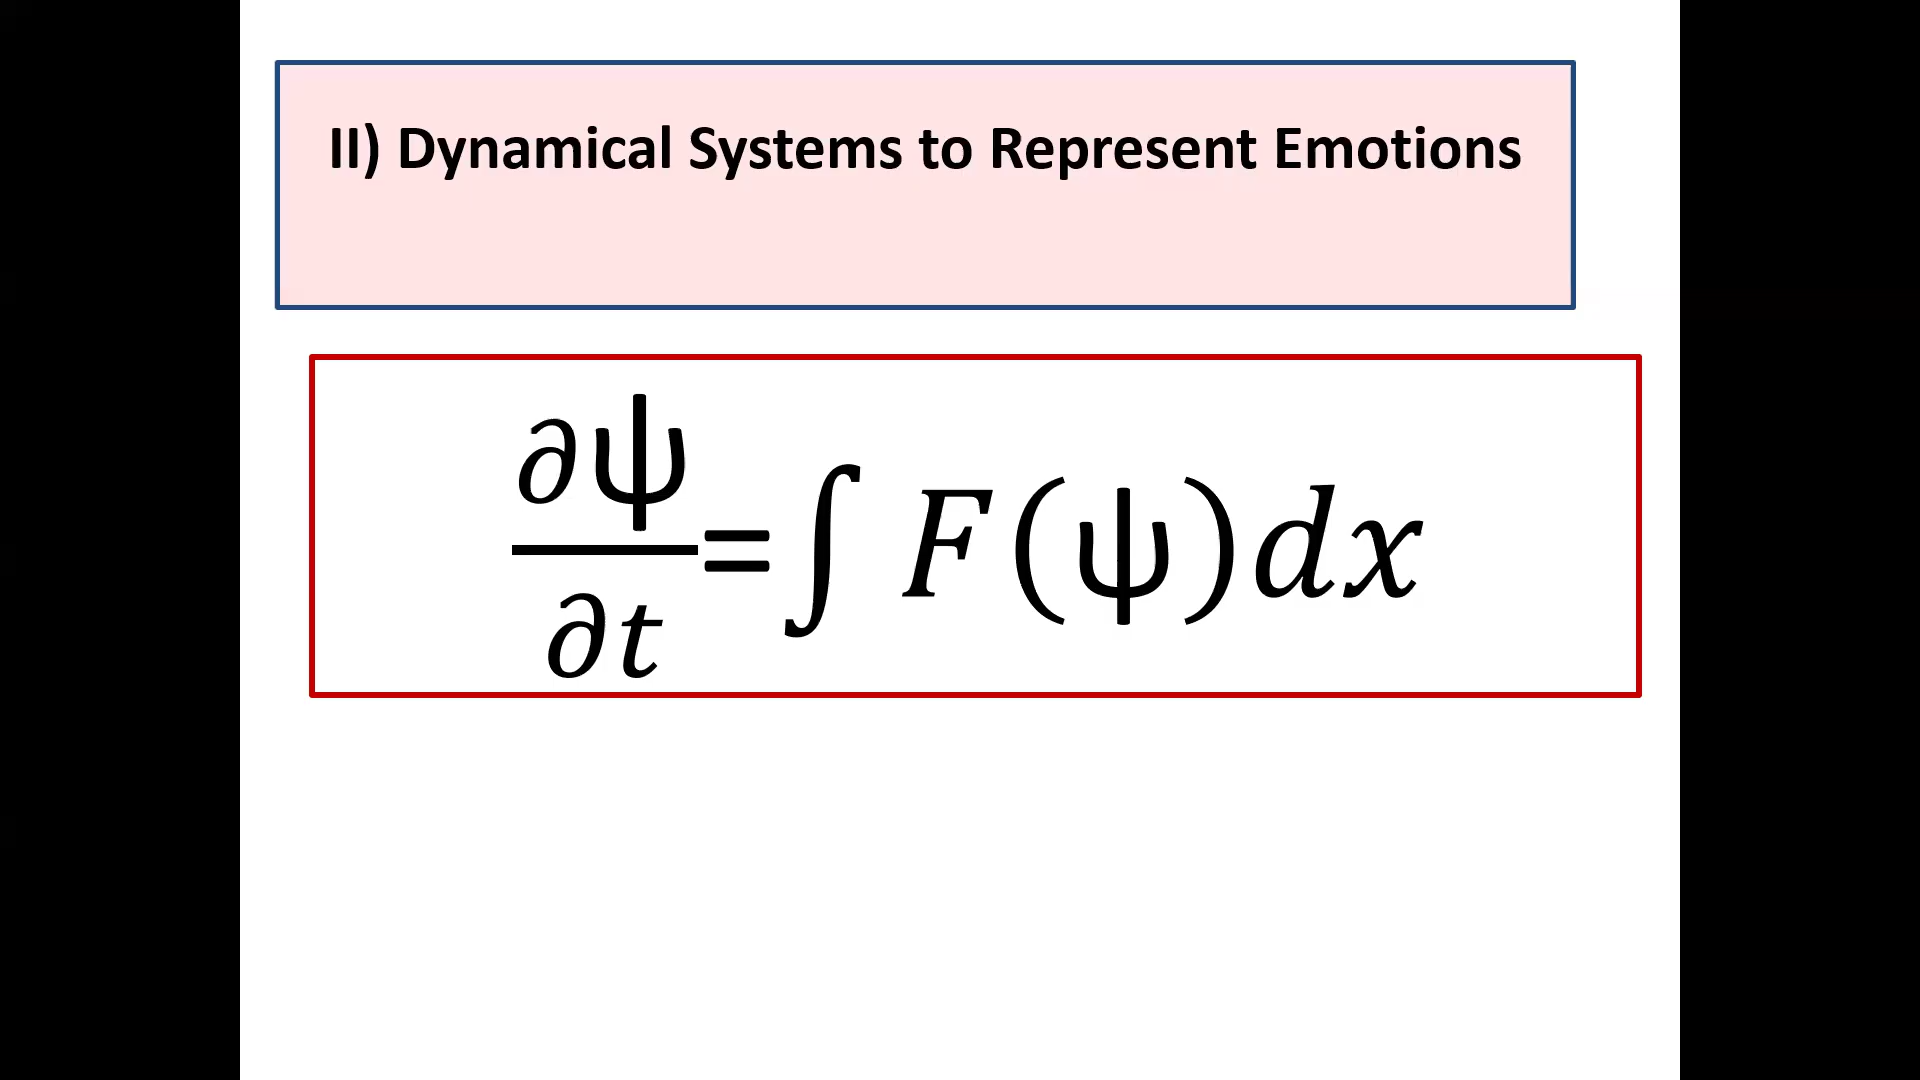 II) Dynamical Systems to Represent Emotions
∂ψ/∂t=∫ F(ψ)dx